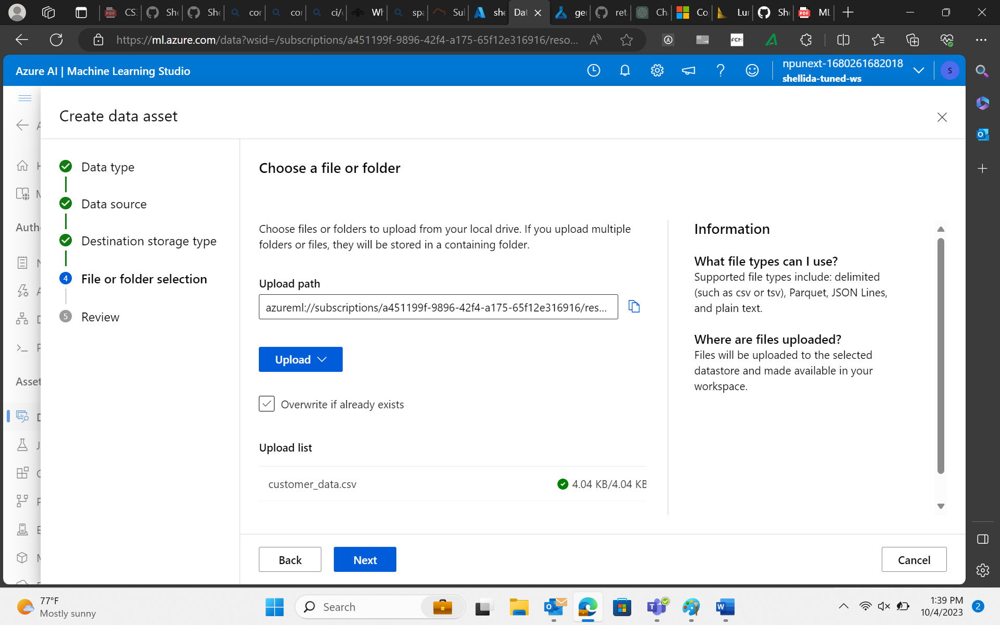 CS
She
She
cor
cor
ci/
Wh
spa
Sul
she
Dat
ger
ret
Cha
Co
Lur
She
ML
https://ml.azure.com/data?wsid=/subscriptions/a451199f-9896-42f4-a175-65f12e316916/reso...
FCM
Azure AI | Machine Learning Studio
npunext-1680261682018
shellida-tuned-ws
S
Create data asset
Auth
Asset
Data type
Data source
Destination storage type
4 File or folder selection
5 Review
Choose a file or folder
Choose files or folders to upload from your local drive. If you upload multiple
folders or files, they will be stored in a containing folder.
Upload path
azureml://subscriptions/a451199f-9896-42f4-a175-65f12e316916/res...
Upload
Overwrite if already exists
Upload list
customer_data.csv 4.04 KB/4.04 KB
Information
What file types can I use?
Supported file types include: delimited
(such as csv or tsv), Parquet, JSON Lines,
and plain text.
Where are files uploaded?
Files will be uploaded to the selected
datastore and made available in your
workspace.
Back
Next
Cancel
77°F
Mostly sunny
Search
1:39 PM
10/4/2023
2